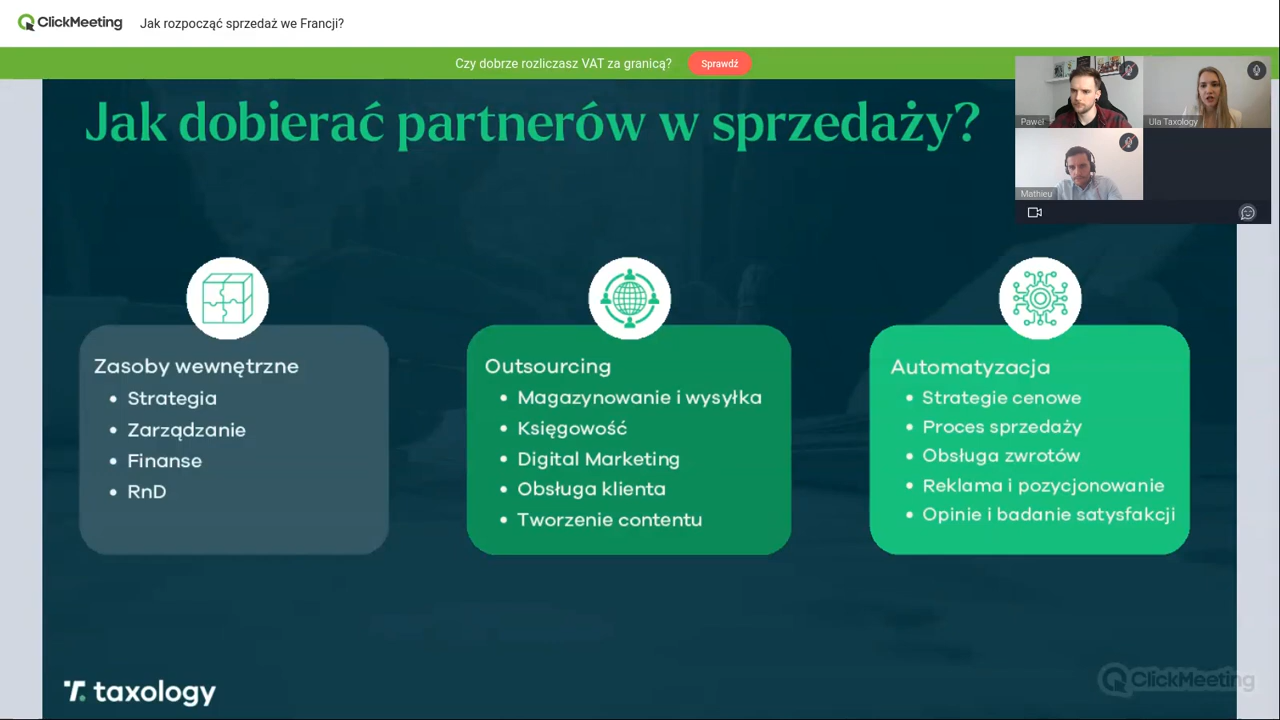 ClickMeeting Jak rozpocząć sprzedaż we Francji?
Czy dobrze rozliczasz VAT za granicą? Sprawdź
Jak dobierać partnerów w sprzedaży?
Paweł
Ula Taxology
Mathieu
Zasoby wewnętrzne
• Strategia
• Zarządzanie
• Finanse
• RnD
Outsourcing
• Magazynowanie i wysyłka
• Księgowość
• Digital Marketing
• Obsługa klienta
• Tworzenie contentu
Automatyzacja
• Strategie cenowe
• Proces sprzedaży
• Obsługa zwrotów
• Reklama i pozycjonowanie
• Opinie i badanie satysfakcji
taxology
ClickMeeting